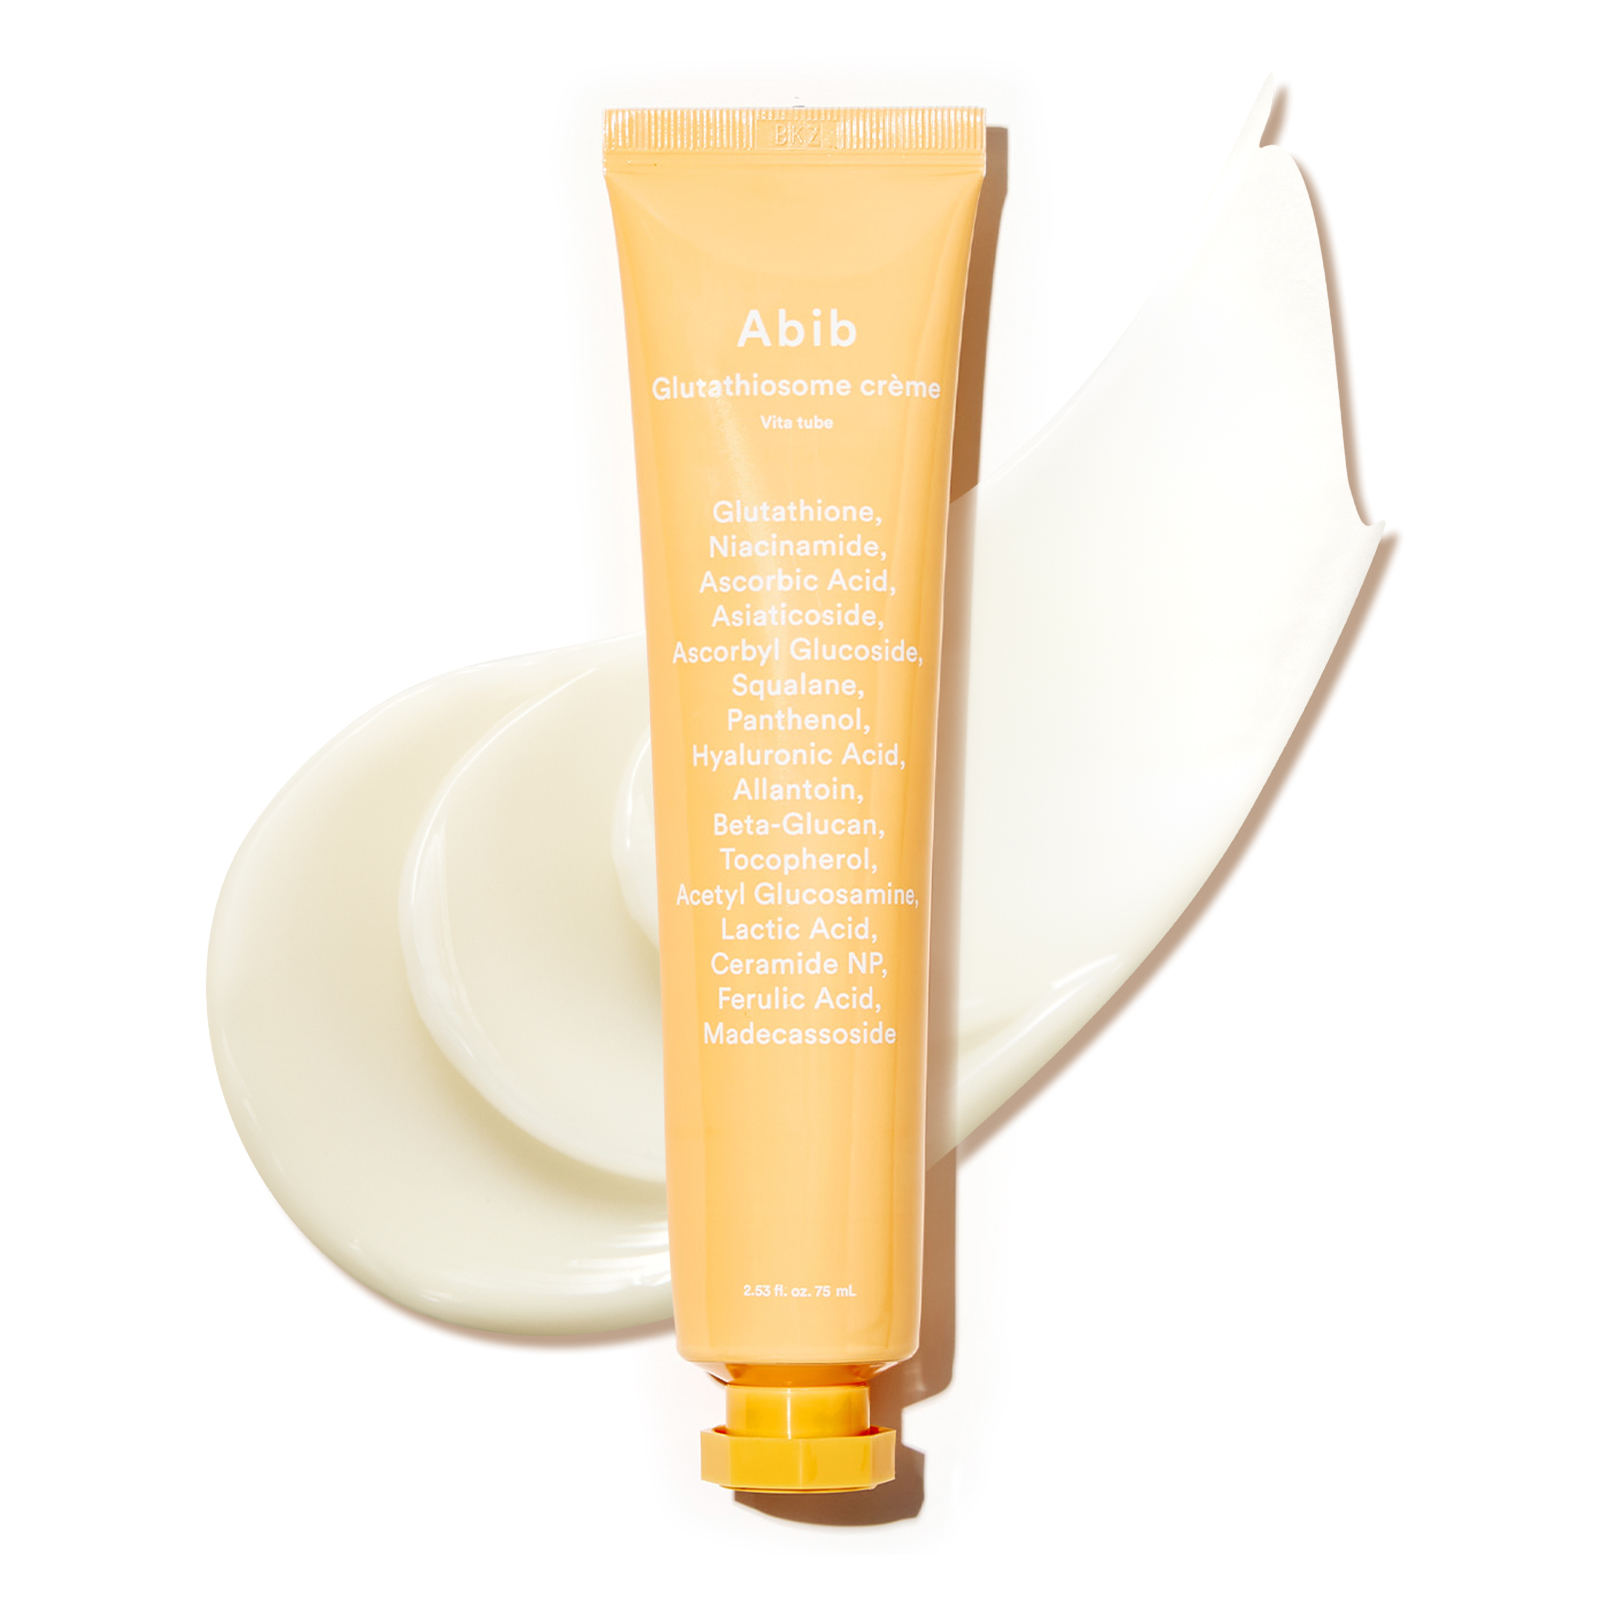 BKZ
Abib
Glutathiosome crème
Vita tube
Glutathione,
Niacinamide,
Ascorbic Acid,
Asiaticoside,
Ascorbyl Glucoside,
Squalane,
Panthenol,
Hyaluronic Acid,
Allantoin,
Beta-Glucan,
Tocopherol,
Acetyl Glucosamine,
Lactic Acid,
Ceramide NP,
Ferulic Acid,
Madecassoside
2.53 fl. oz. 75 mL